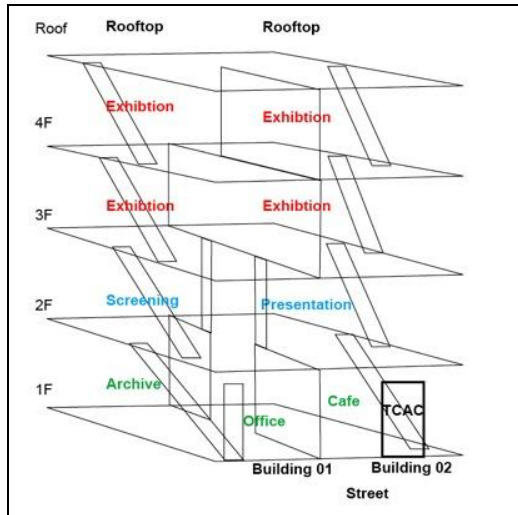 Roof Rooftop Rooftop
Exhibtion Exhibtion
4F
Exhibtion Exhibtion
3F
Screening Presentation
2F
Archive Cafe TCAC
1F
Office
Building 01 Building 02
Street